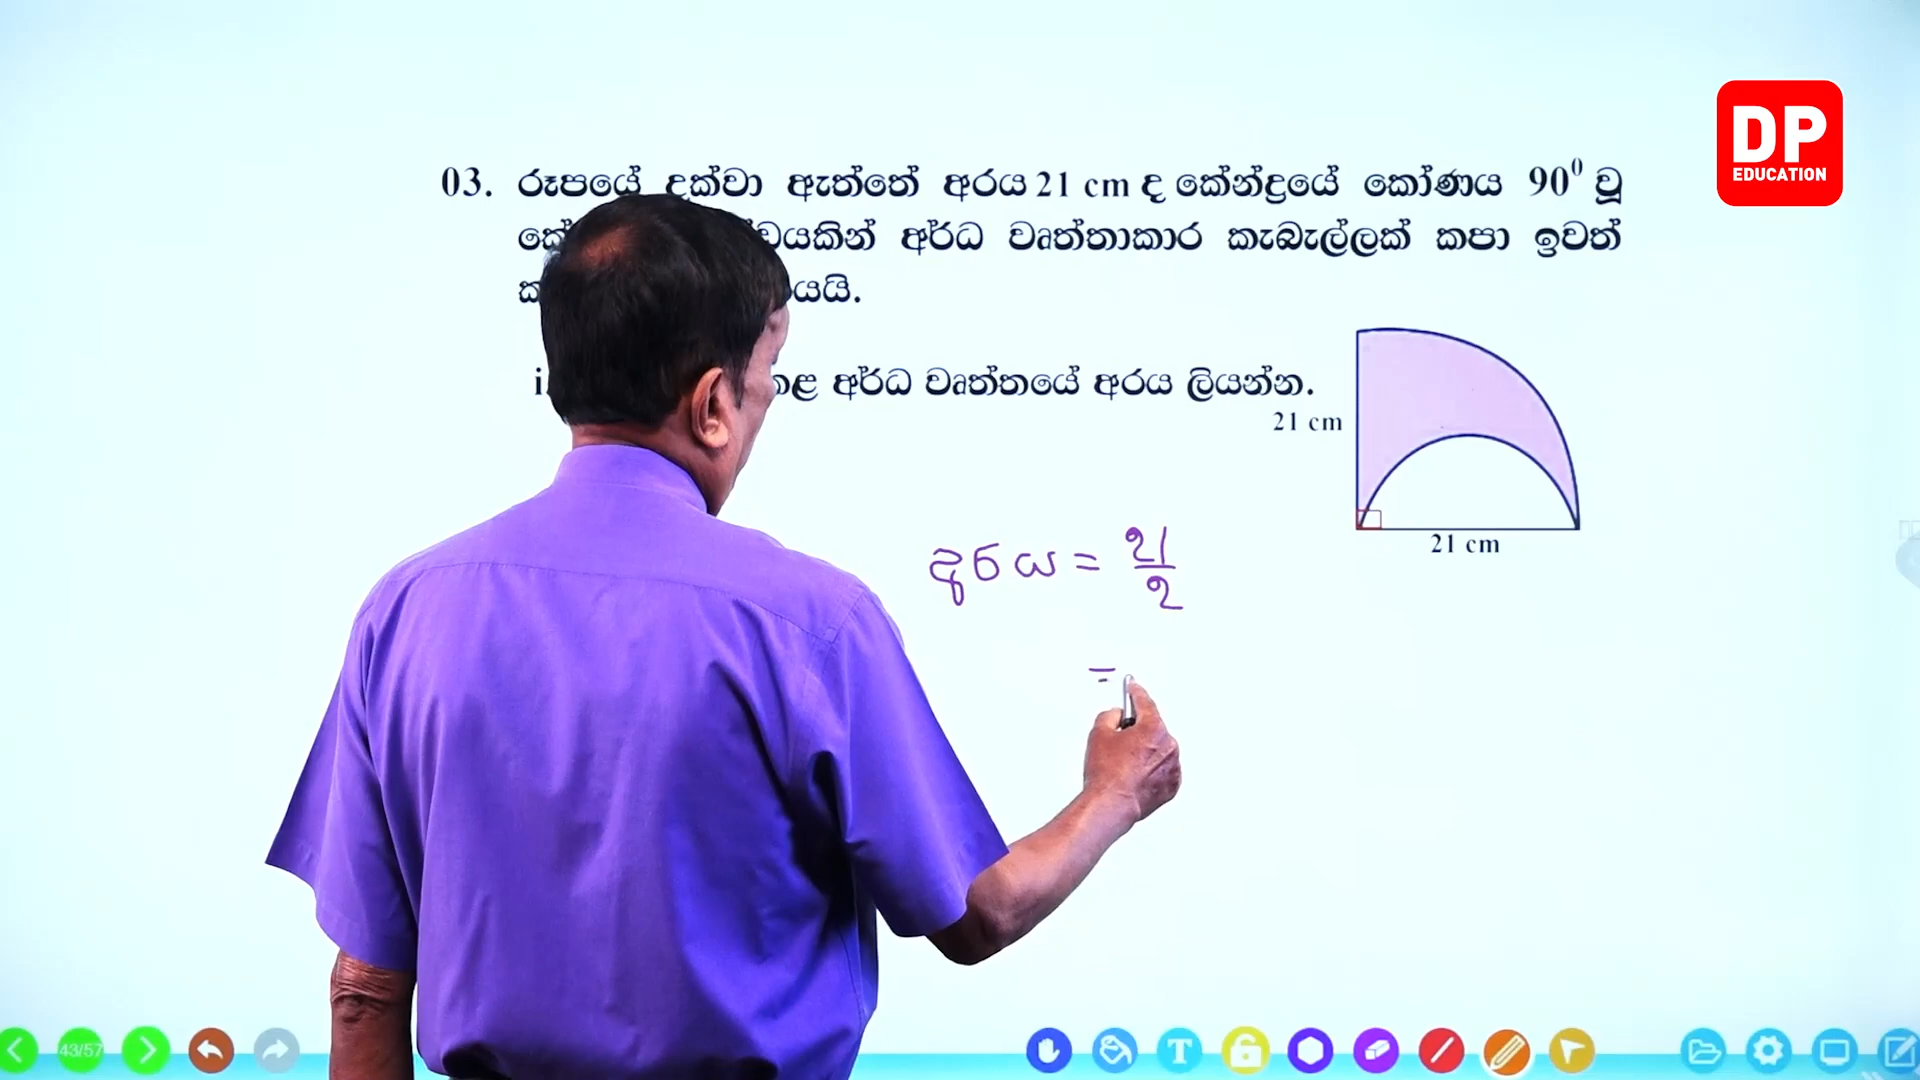 DP
EDUCATION
03. රූපයේ දක්වා ඇත්තේ අරය 21 cm ද කේන්ද්‍රයේ කෝණය 90⁰ වූ
අර්ධ වෘත්තාකාර කැබැල්ලක් කපා ඉවත්
i. අර්ධ වෘත්තයේ අරය ලියන්න.
21 cm
21 cm
අරය = 21/2
=
43/57
T